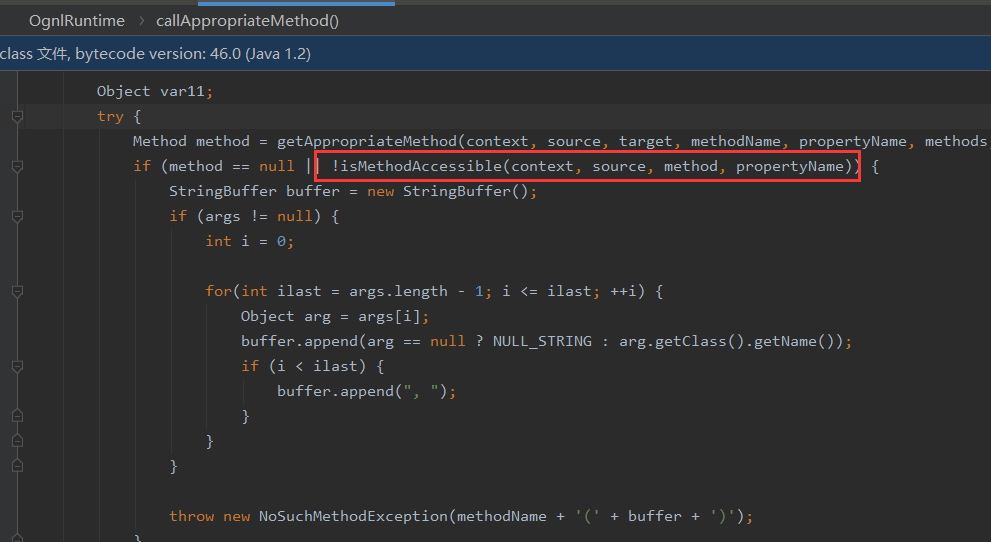 OgnlRuntime › callAppropriateMethod()
class 文件, bytecode version: 46.0 (Java 1.2)
Object var11;
try {
Method method = getAppropriateMethod(context, source, target, methodName, propertyName, methods,
if (method == null || !isMethodAccessible(context, source, method, propertyName)) {
StringBuffer buffer = new StringBuffer();
if (args != null) {
int i = 0;
for(int ilast = args.length - 1; i <= ilast; ++i) {
Object arg = args[i];
buffer.append(arg == null ? NULL_STRING : arg.getClass().getName());
if (i < ilast) {
buffer.append(", ");
}
}
}
throw new NoSuchMethodException(methodName + '(' + buffer + ')');
}